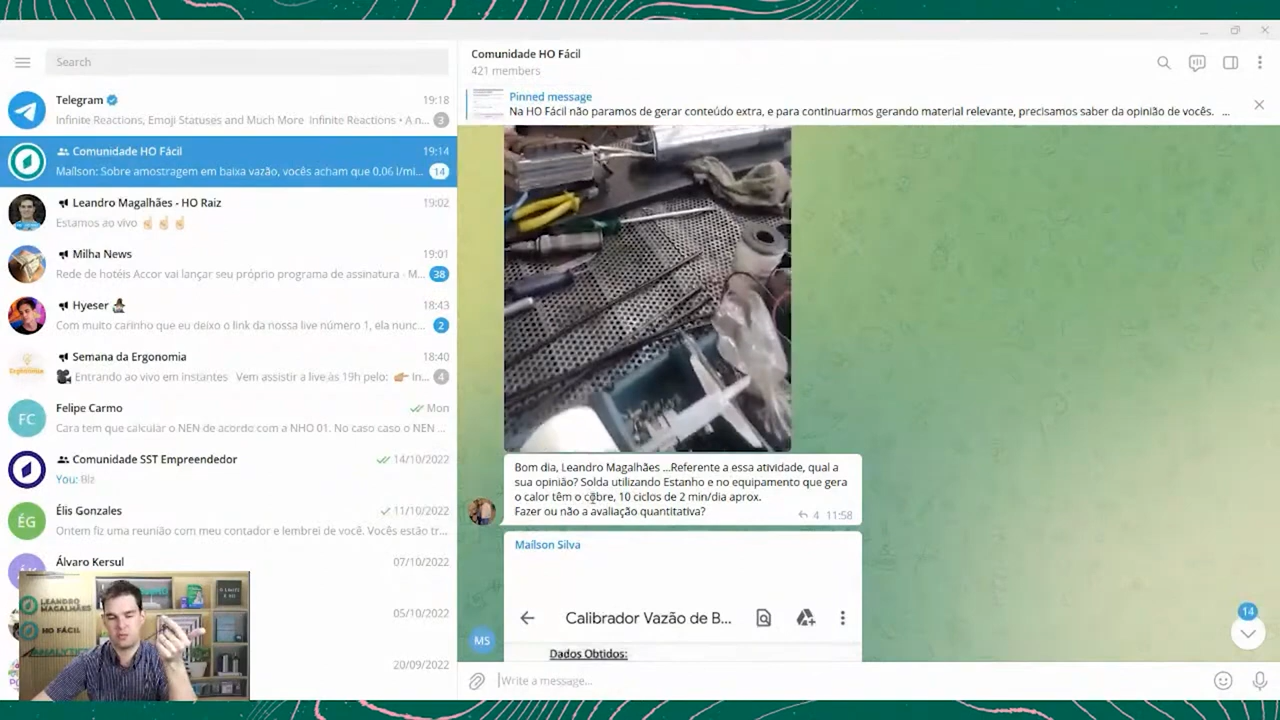 Search
Telegram
19:18
Infinite Reactions, Emoji Statuses and Much More Infinite Reactions • A n...
3
Comunidade HO Fácil
19:14
Maílson: Sobre amostragem em baixa vazão, vocês acham que 0,06 l/mi...
14
Leandro Magalhães - HO Raiz
19:02
Estamos ao vivo
Milha News
19:01
Rede de hotéis Accor vai lançar seu próprio programa de assinatura · M...
38
Hyeser
18:43
Com muito carinho que eu deixo o link da nossa live número 1, ela nunc...
2
Semana da Ergonomia
18:40
Entrando ao vivo em instantes Vem assistir a live às 19h pelo: In...
4
FC
Felipe Carmo
Mon
Cara tem que calcular o NEN de acordo com a NHO 01. No caso caso o NEN ...
Comunidade SST Empreendedor
14/10/2022
You: Blz
ÉG
Élis Gonzales
11/10/2022
Ontem fiz uma reunião com meu contador e lembrei de você. Vocês estão tr...
Álvaro Kersul
07/10/2022
05/10/2022
20/09/2022
LEANDRO
MAGALHÃES
HO FÁCIL
Comunidade HO Fácil
421 members
Pinned message
Na HO Fácil não paramos de gerar conteúdo extra, e para continuarmos gerando material relevante, precisamos saber da opinião de vocês. ...
Bom dia, Leandro Magalhães ...Referente a essa atividade, qual a
sua opinião? Solda utilizando Estanho e no equipamento que gera
o calor têm o cobre, 10 ciclos de 2 min/dia aprox.
Fazer ou não a avaliação quantitativa?
4 11:58
Maílson Silva
Calibrador Vazão de B...
MS
Dados Obtidos:
14
Write a message...